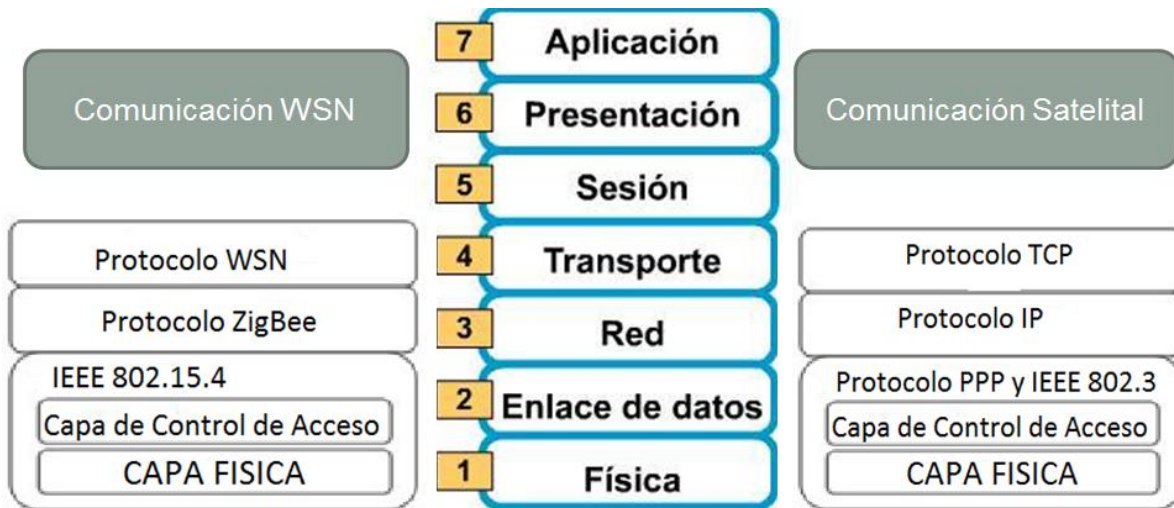 Comunicación WSN
Protocolo WSN
Protocolo ZigBee
IEEE 802.15.4
Capa de Control de Acceso
CAPA FISICA
7 Aplicación
6 Presentación
5 Sesión
4 Transporte
3 Red
2 Enlace de datos
1 Física
Comunicación Satelital
Protocolo TCP
Protocolo IP
Protocolo PPP y IEEE 802.3
Capa de Control de Acceso
CAPA FISICA